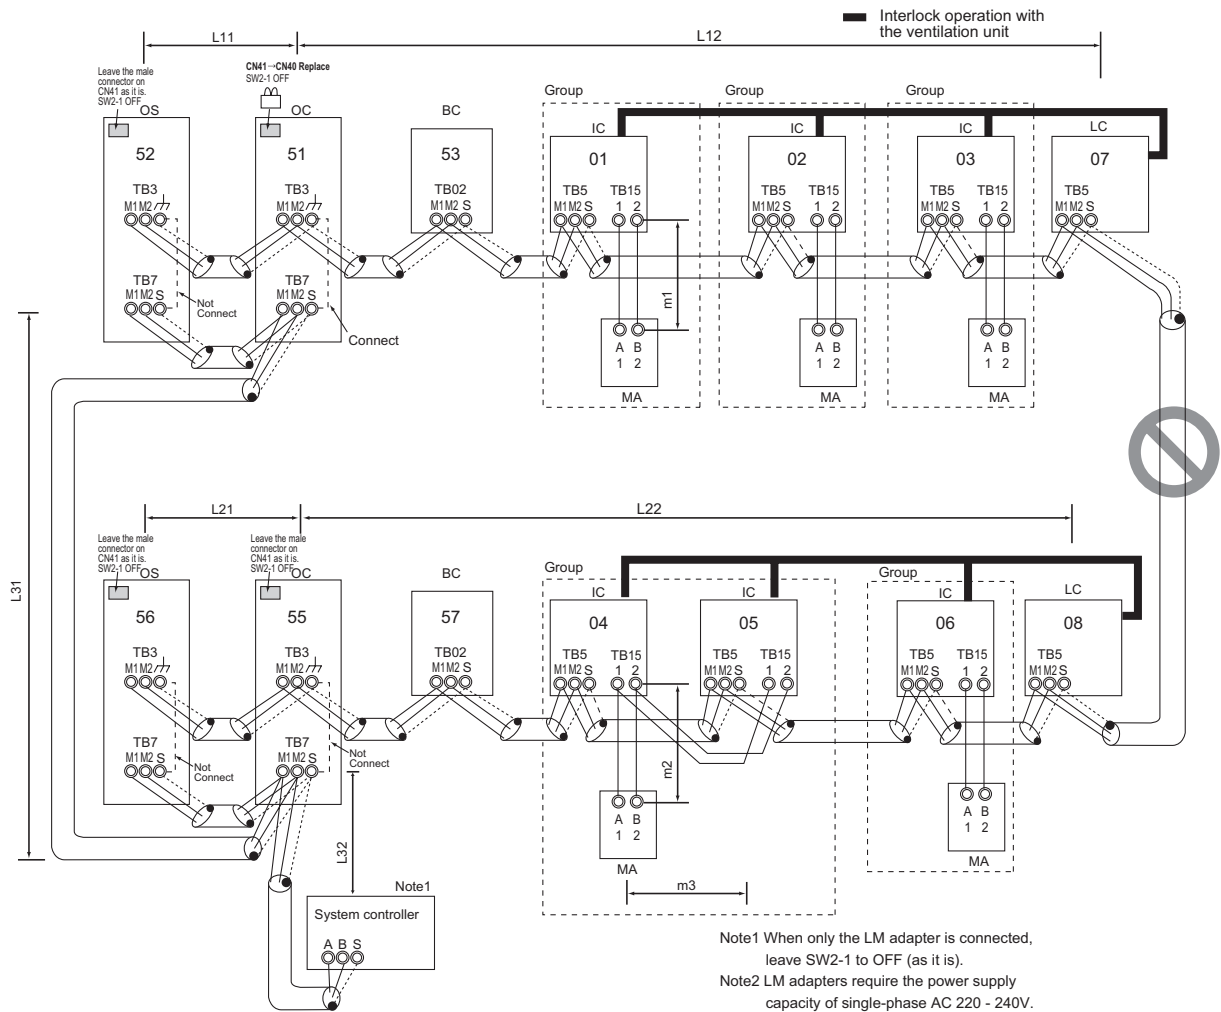 Interlock operation with
the ventilation unit
L11
L12
Leave the male
connector on
CN41 as it is.
SW2-1 OFF
CN41→CN40 Replace
SW2-1 OFF
OS
OC
BC
Group
Group
Group
IC
IC
IC
LC
52
51
53
01
02
03
07
TB3
TB3
TB02
TB5 TB15
TB5 TB15
TB5 TB15
TB5
M1 M2
M1 M2
M1 M2 S
M1 M2 S 1 2
M1 M2 S 1 2
M1 M2 S 1 2
M1 M2 S
TB7
TB7
M1 M2 S
M1 M2 S
Not
Connect
Connect
m1
A B
1 2
MA
A B
1 2
MA
A B
1 2
MA
L31
L21
L22
Leave the male
connector on
CN41 as it is.
SW2-1 OFF
Leave the male
connector on
CN41 as it is.
SW2-1 OFF
OS
OC
BC
Group
Group
IC
IC
IC
LC
56
55
57
04
05
06
08
TB3
TB3
TB02
TB5 TB15
TB5 TB15
TB5 TB15
TB5
M1 M2
M1 M2
M1 M2 S
M1 M2 S 1 2
M1 M2 S 1 2
M1 M2 S 1 2
M1 M2 S
TB7
TB7
M1 M2 S
M1 M2 S
Not
Connect
Not
Connect
m2
A B
1 2
MA
A B
1 2
MA
m3
L32
Note1
System controller
A B S
Note1 When only the LM adapter is connected,
leave SW2-1 to OFF (as it is).
Note2 LM adapters require the power supply
capacity of single-phase AC 220 - 240V.